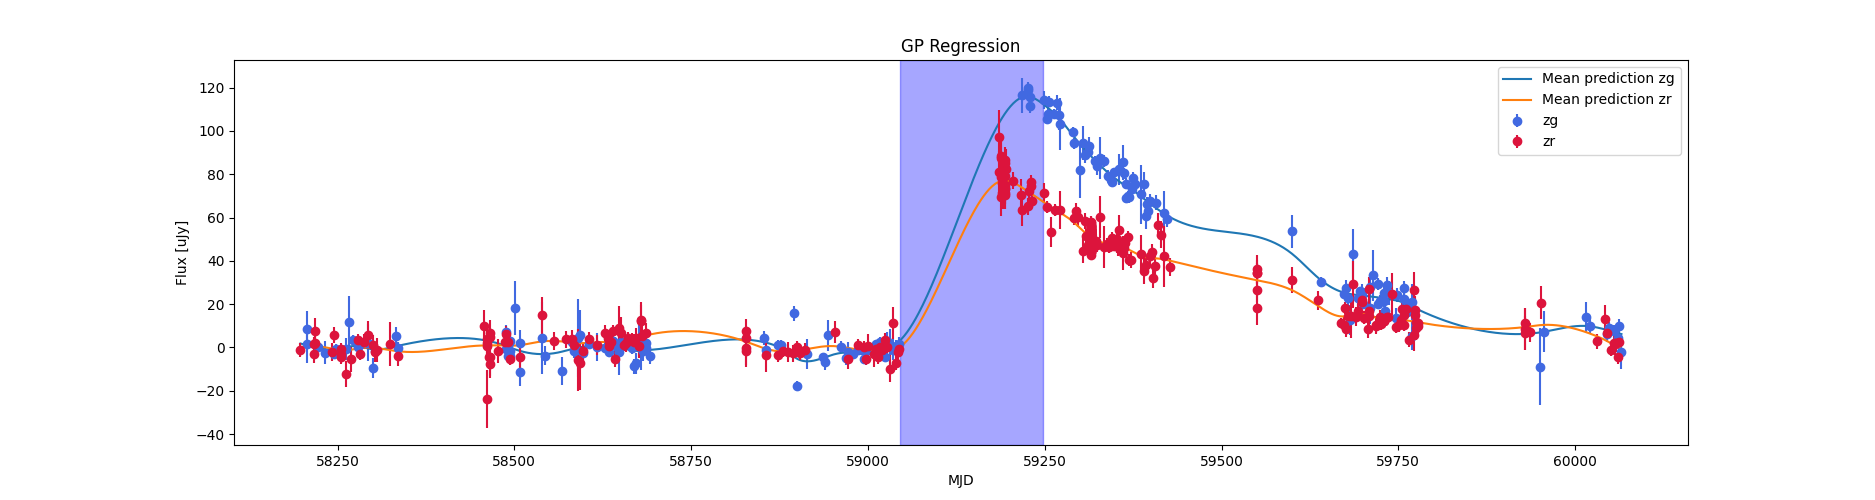 GP Regression
Mean prediction zg
Mean prediction zr
zg
zr
Flux [uJy]
120
100
80
60
40
20
0
−20
−40
58250 58500 58750 59000 59250 59500 59750 60000
MJD